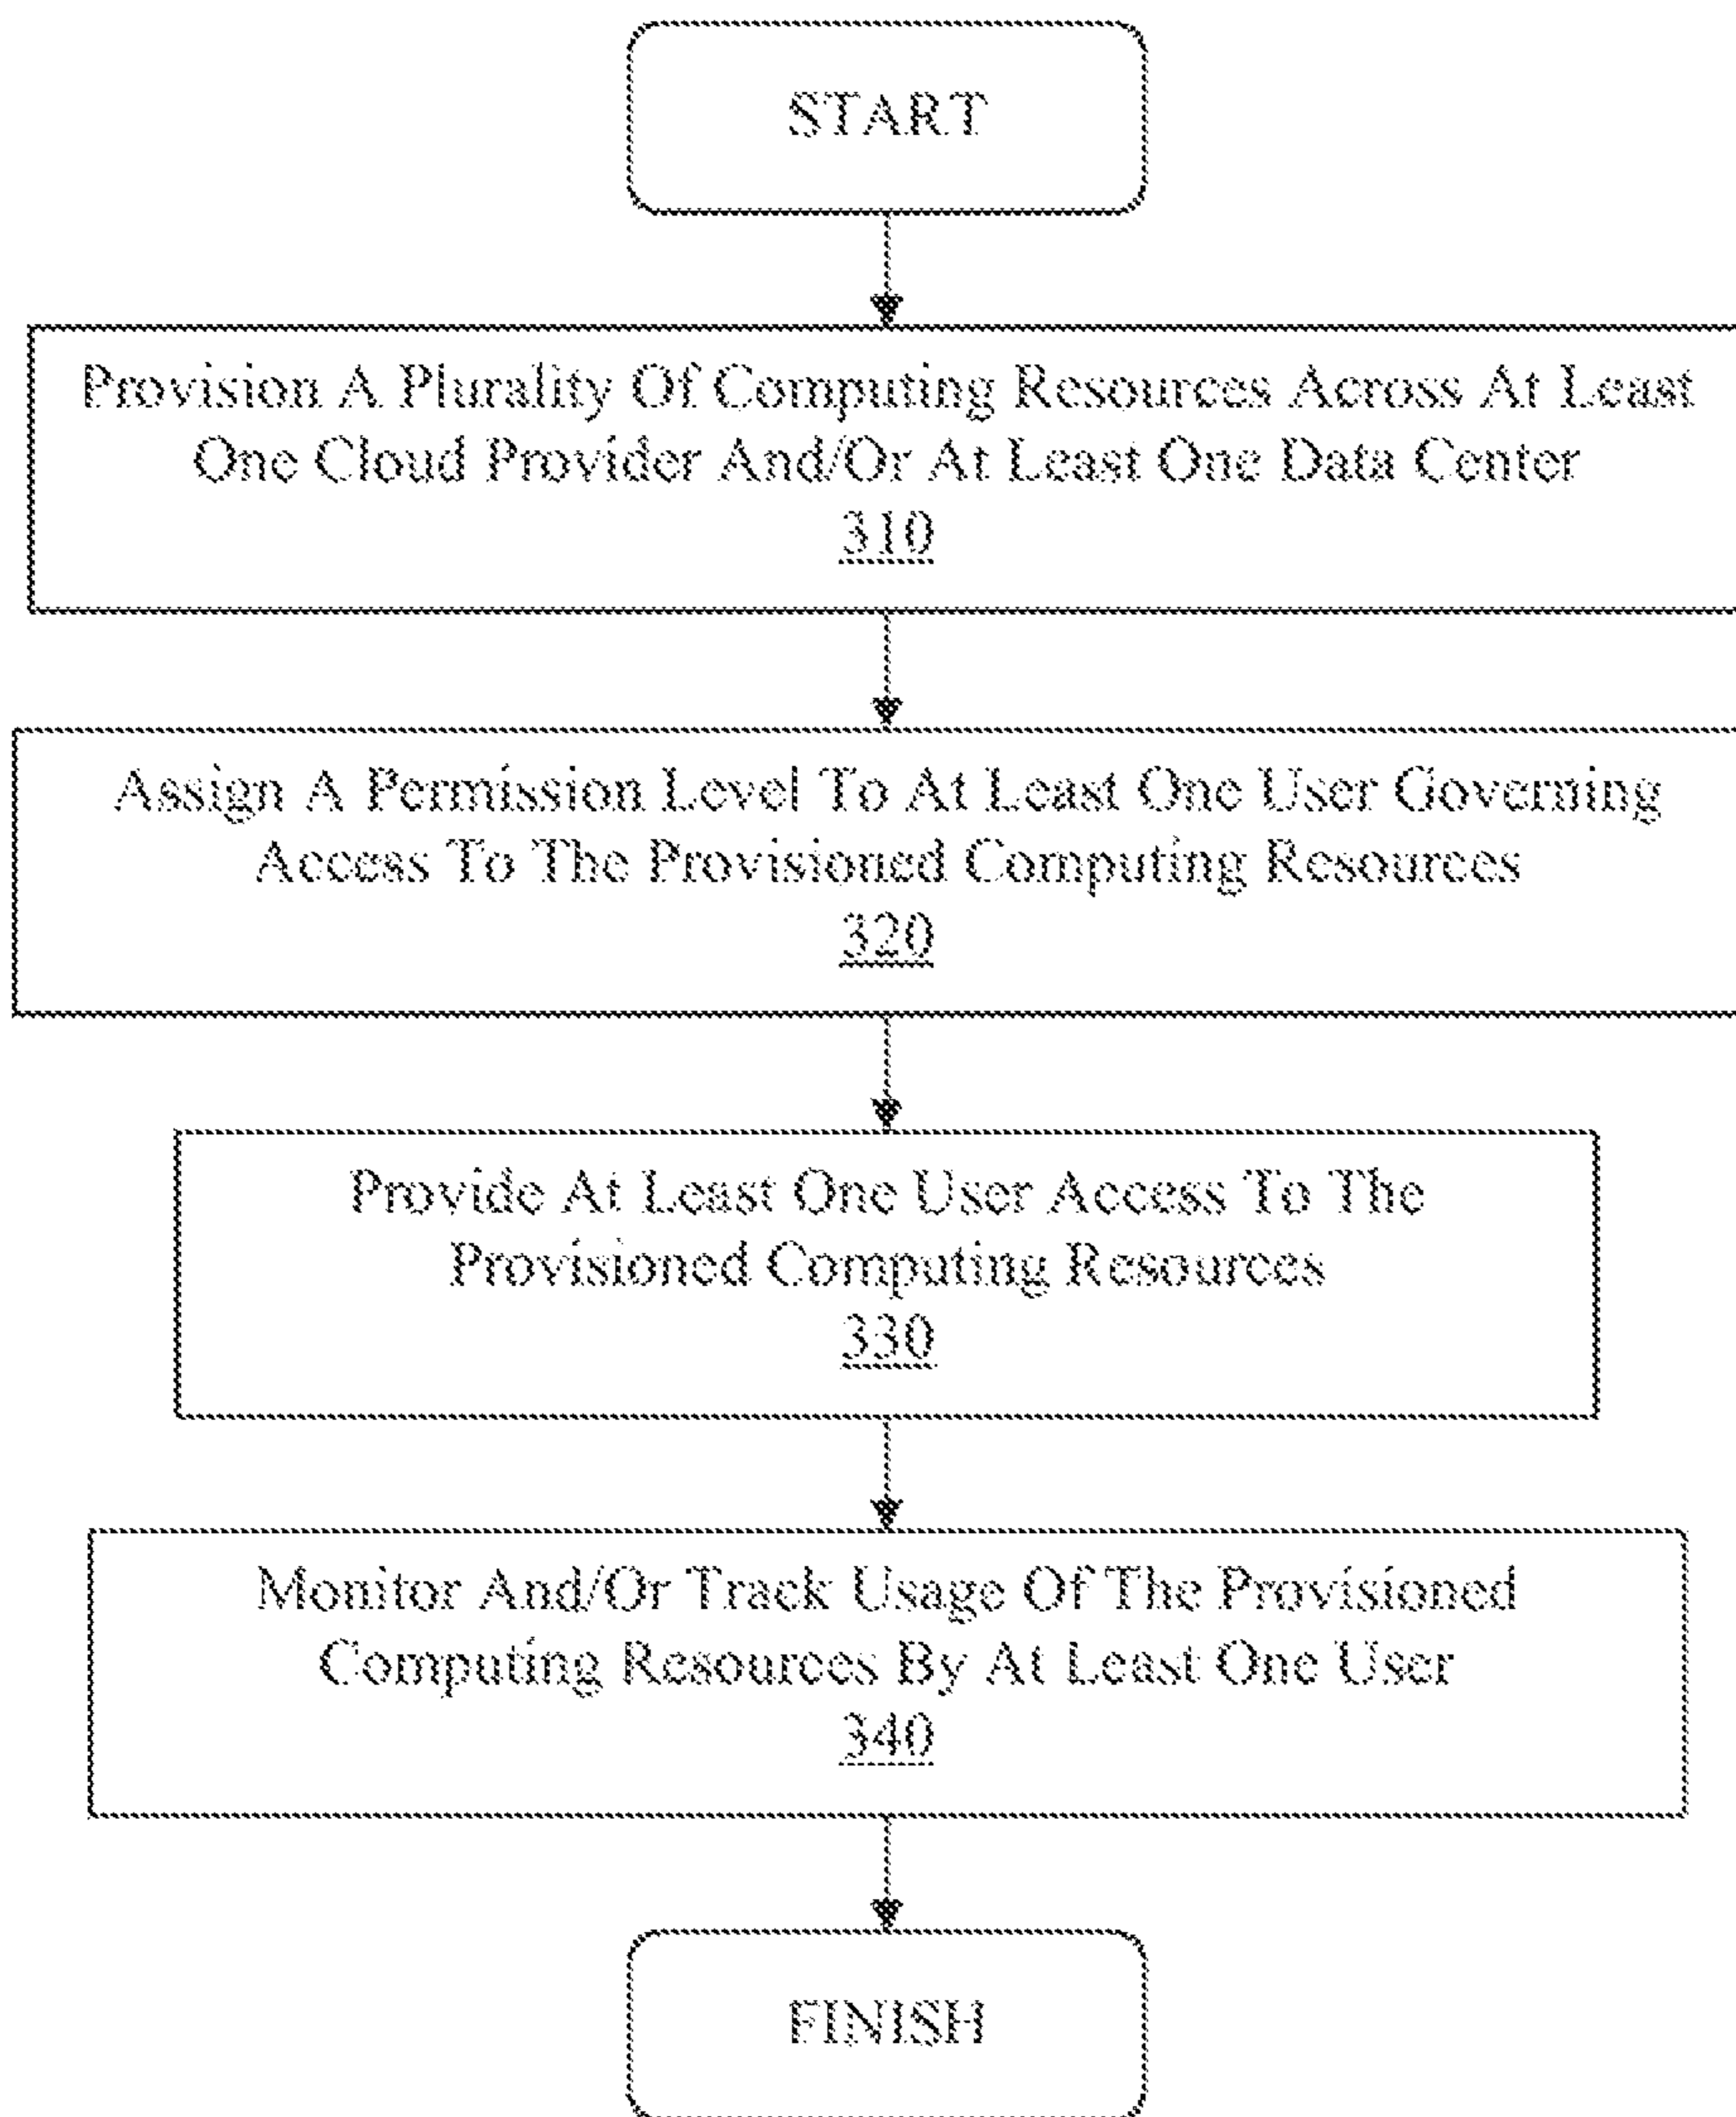 START
Provision A Plurality Of Computing Resources Across At Least
One Cloud Provider And/Or At Least One Data Center
310
Assign A Permission Level To At Least One User Governing
Access To The Provisioned Computing Resources
320
Provide At Least One User Access To The
Provisioned Computing Resources
330
Monitor And/Or Track Usage Of The Provisioned
Computing Resources By At Least One User
340
FINISH